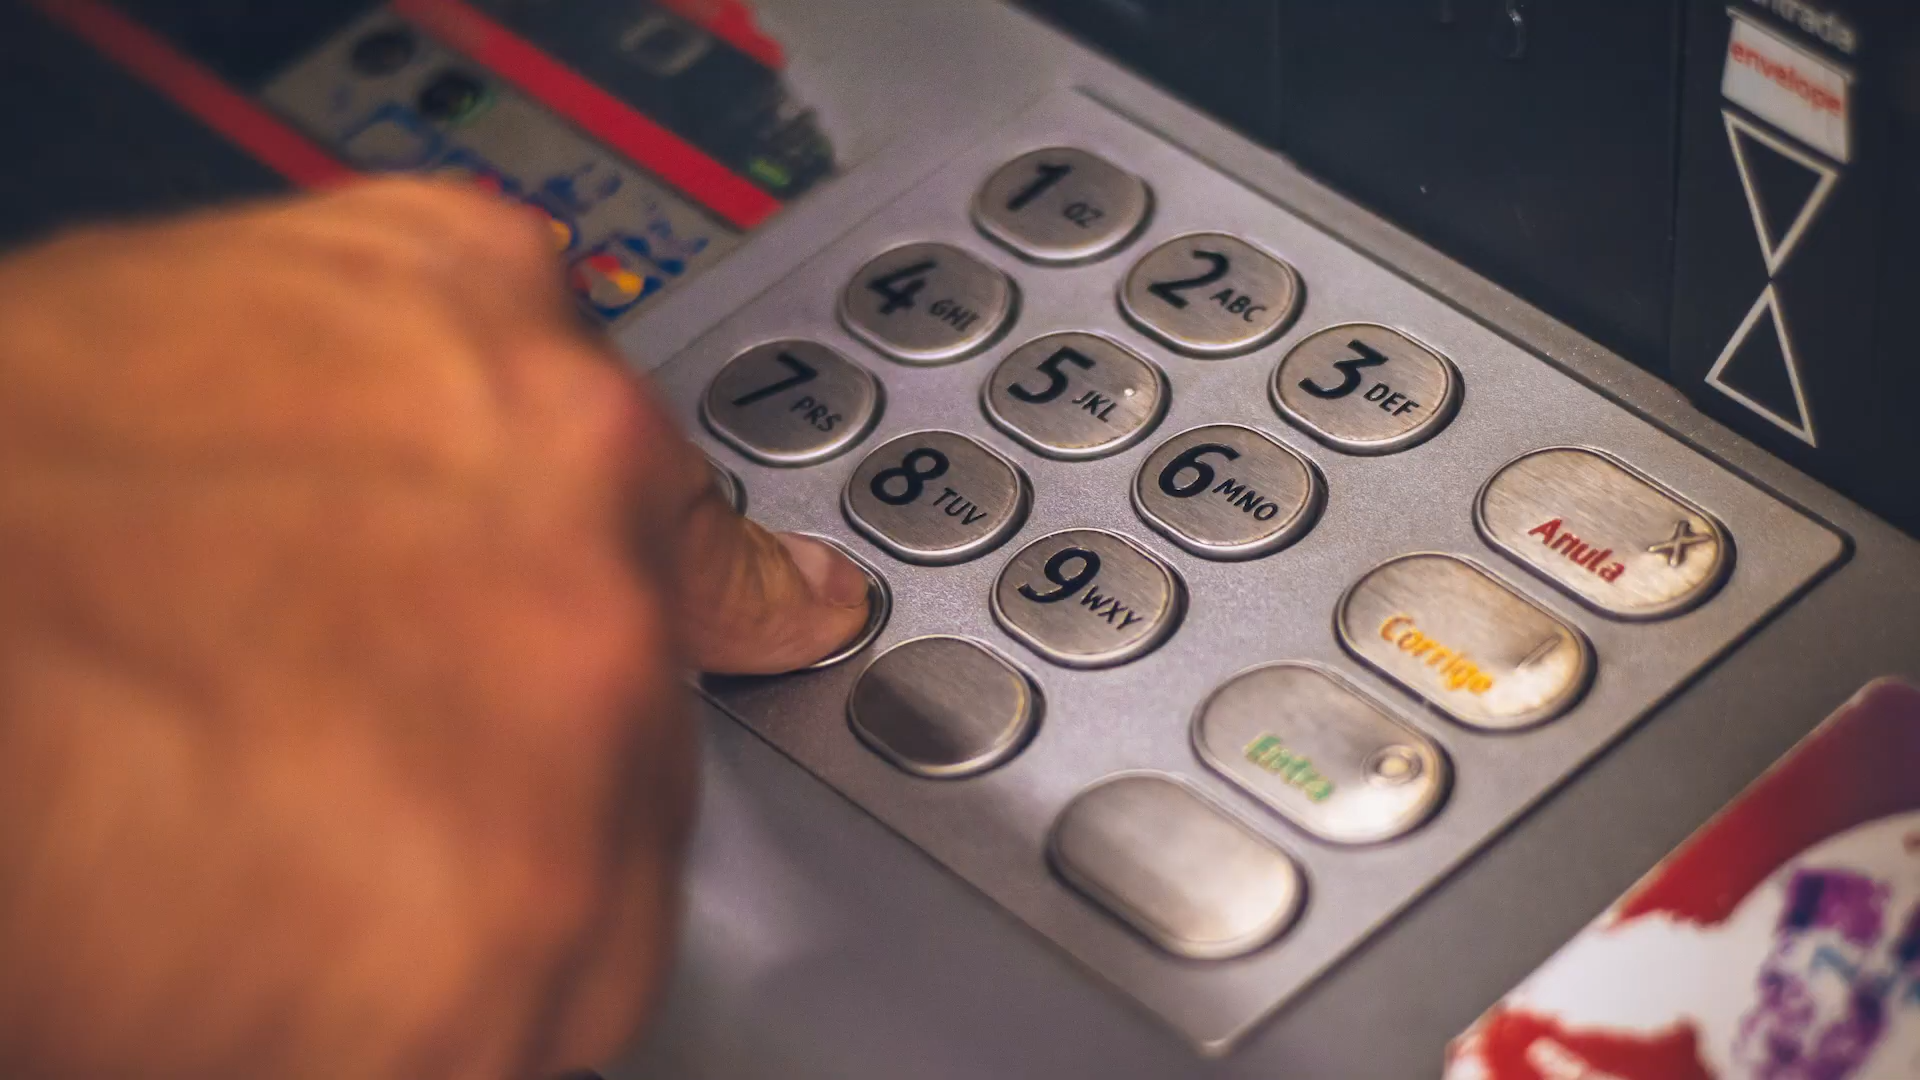 entrada
envelope
1 QZ
2 ABC
3 DEF
Anula
4 GHI
5 JKL
6 MNO
Corrige
7 PRS
8 TUV
9 WXY
Entra